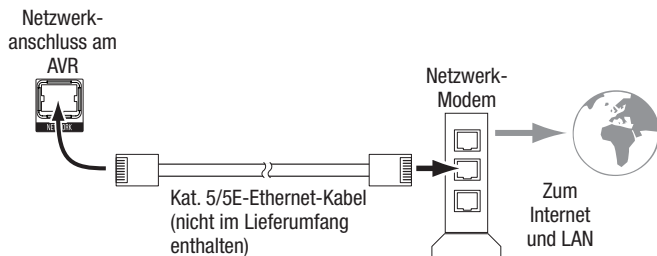 Netzwerk-
anschluss am
AVR
NETWORK
Netzwerk-
Modem
Kat. 5/5E-Ethernet-Kabel
(nicht im Lieferumfang
enthalten)
Zum
Internet
und LAN